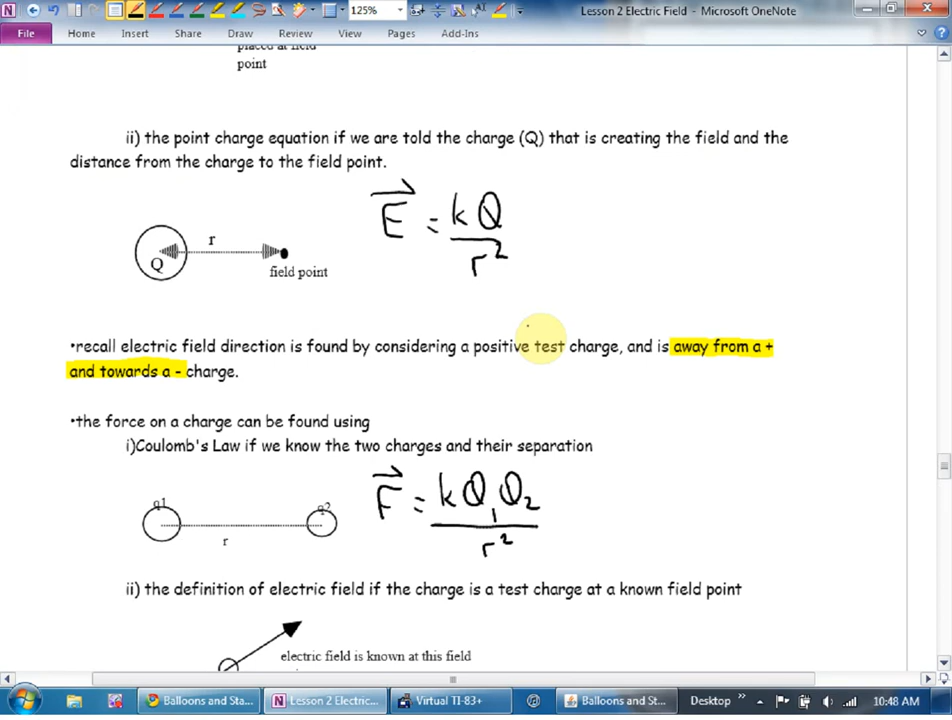 125%
Lesson 2 Electric Field - Microsoft OneNote
File Home Insert Share Draw Review View Pages Add-Ins
placed at field
point
ii) the point charge equation if we are told the charge (Q) that is creating the field and the
distance from the charge to the field point.
E = kQ
r²
r
Q
field point
•recall electric field direction is found by considering a positive test charge, and is away from a +
and towards a - charge.
•the force on a charge can be found using
i)Coulomb's Law if we know the two charges and their separation
F = kQ₁Q₂
r²
q1
q2
r
ii) the definition of electric field if the charge is a test charge at a known field point
electric field is known at this field
Balloons and Sta...
Lesson 2 Electric...
Virtual TI-83+
Balloons and St...
Desktop
10:48 AM